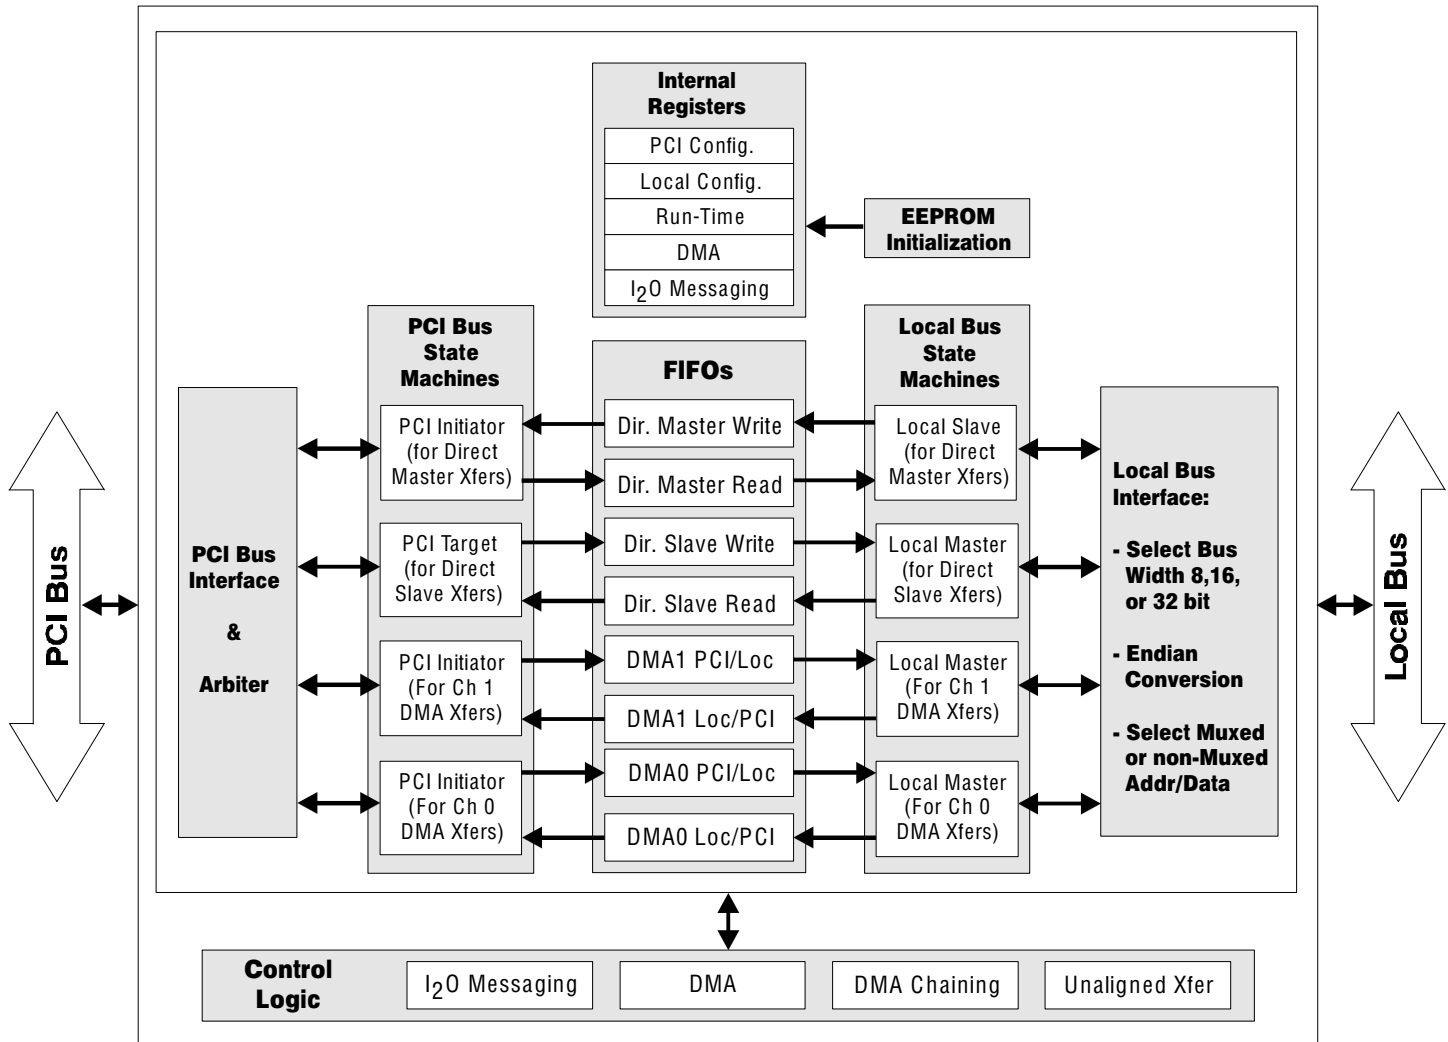 Internal
Registers
PCI Config.
Local Config.
Run-Time
DMA
I2O Messaging
EEPROM
Initialization
PCI Bus
State
Machines
PCI Initiator
(for Direct
Master Xfers)
PCI Target
(for Direct
Slave Xfers)
PCI Initiator
(For Ch 1
DMA Xfers)
PCI Initiator
(For Ch 0
DMA Xfers)
FIFOs
Dir. Master Write
Dir. Master Read
Dir. Slave Write
Dir. Slave Read
DMA1 PCI/Loc
DMA1 Loc/PCI
DMA0 PCI/Loc
DMA0 Loc/PCI
Local Bus
State
Machines
Local Slave
(for Direct
Master Xfers)
Local Master
(for Direct
Slave Xfers)
Local Master
(For Ch 1
DMA Xfers)
Local Master
(For Ch 0
DMA Xfers)
PCI Bus
PCI Bus
Interface
&
Arbiter
Local Bus
Interface:
- Select Bus
Width 8,16,
or 32 bit
- Endian
Conversion
- Select Muxed
or non-Muxed
Addr/Data
Local Bus
Control
Logic
I2O Messaging
DMA
DMA Chaining
Unaligned Xfer